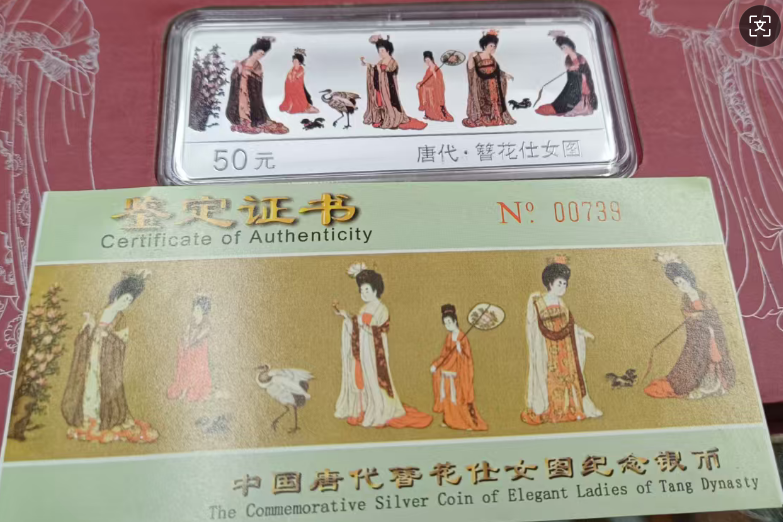 50元
唐代·簪花仕女图
鉴定证书
Certificate of Authenticity
Nº 00739
中国唐代簪花仕女图纪念银币
The Commemorative Silver Coin of Elegant Ladies of Tang Dynasty